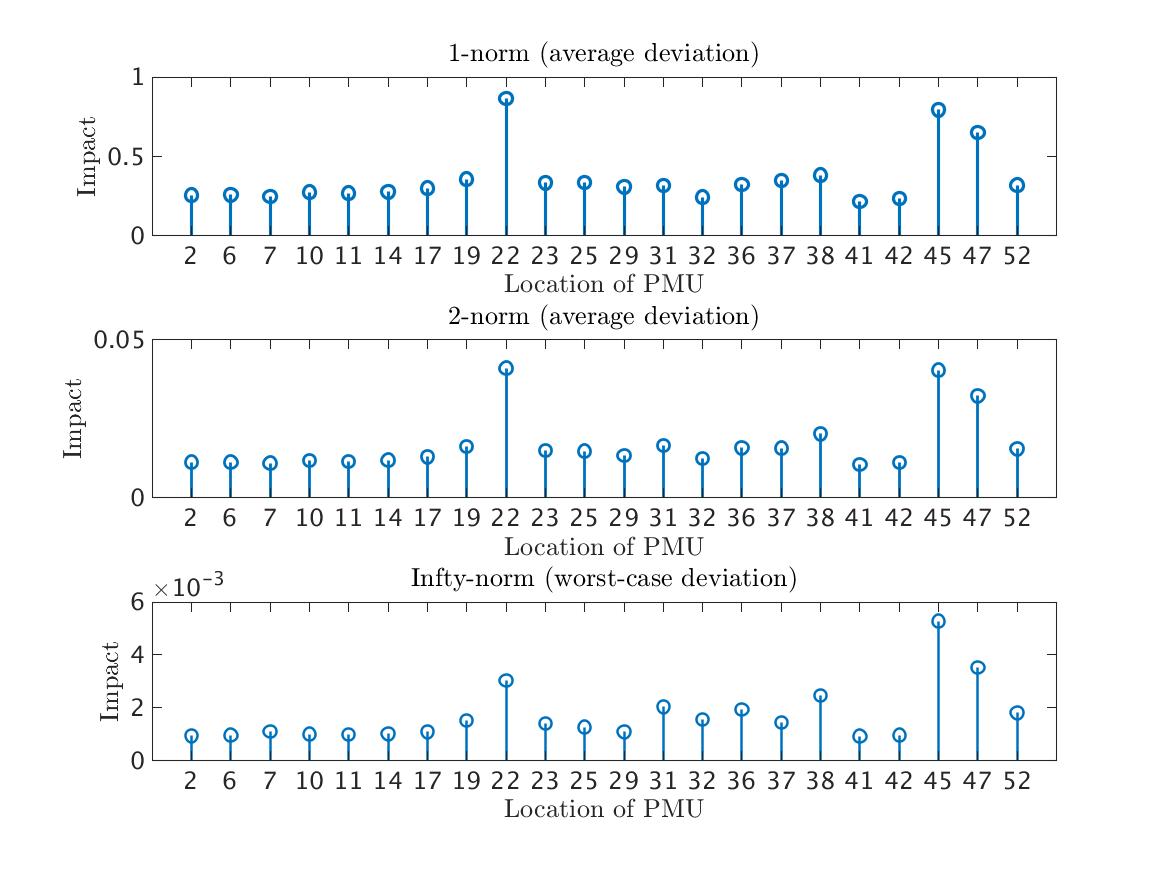 1-norm (average deviation)
1
0.5
0
Impact
2 6 7 10 11 14 17 19 22 23 25 29 31 32 36 37 38 41 42 45 47 52
Location of PMU
2-norm (average deviation)
0.05
0
Impact
2 6 7 10 11 14 17 19 22 23 25 29 31 32 36 37 38 41 42 45 47 52
Location of PMU
Infty-norm (worst-case deviation)
×10⁻³
6
4
2
0
Impact
2 6 7 10 11 14 17 19 22 23 25 29 31 32 36 37 38 41 42 45 47 52
Location of PMU